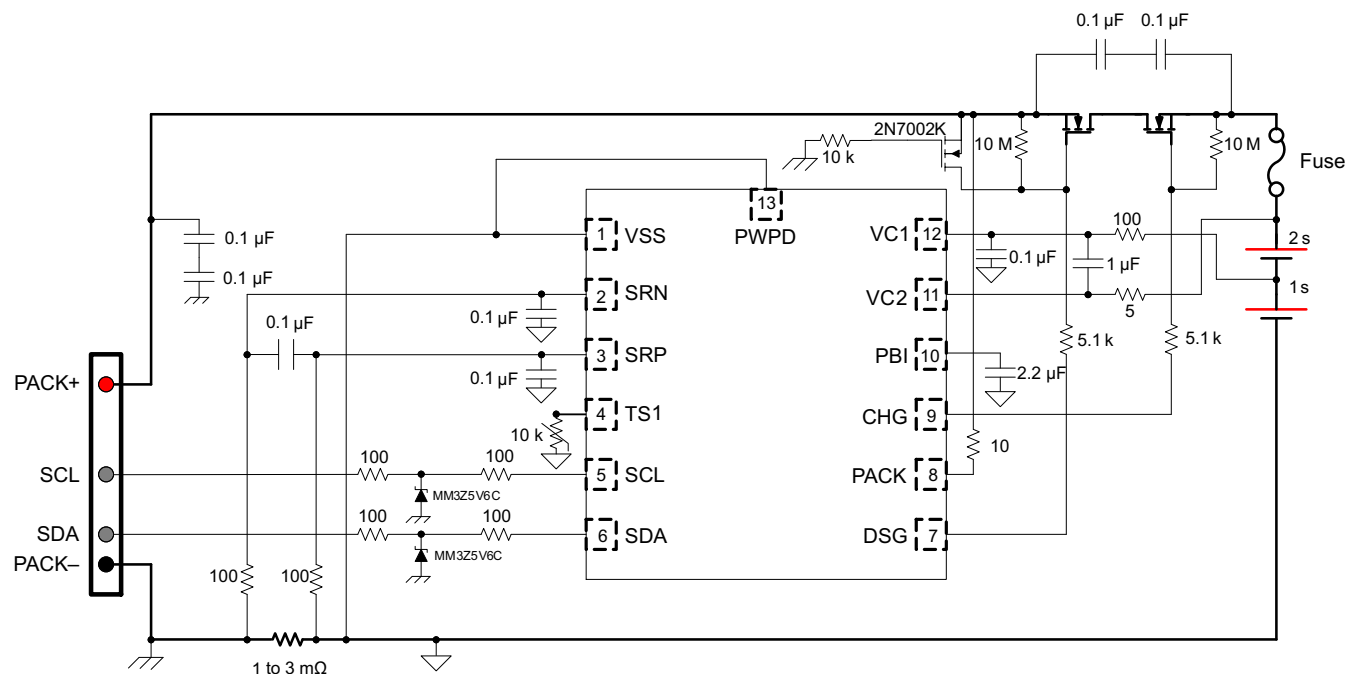 0.1 µF
0.1 µF
2N7002K
10 k
10 M
10 M
Fuse
13
PWPD
0.1 µF
0.1 µF
1
VSS
VC1
12
0.1 µF
100
1 µF
2 s
2
SRN
0.1 µF
VC2
11
5
1 s
0.1 µF
3
SRP
0.1 µF
PBI
10
2.2 µF
5.1 k
5.1 k
PACK+
10 k
4
TS1
CHG
9
10
SCL
100
100
MM3Z5V6C
5
SCL
PACK
8
SDA
100
100
MM3Z5V6C
6
SDA
DSG
7
PACK–
100
100
1 to 3 mΩ